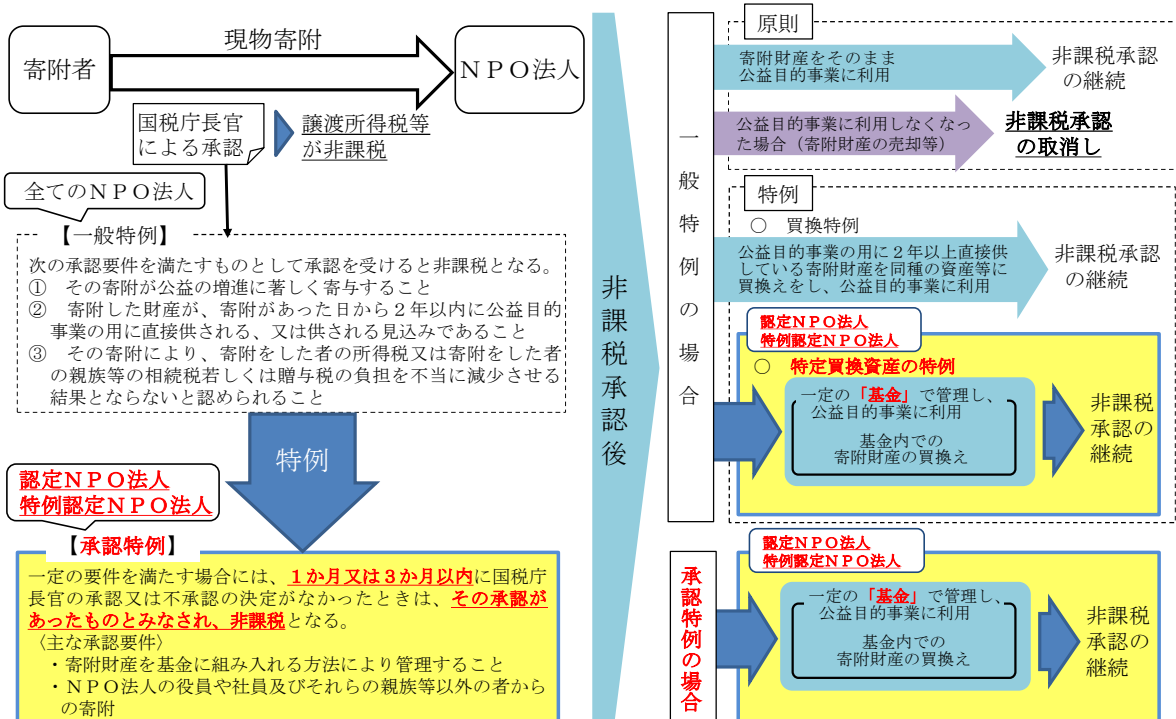 現物寄附
寄附者
ＮＰＯ法人
国税庁長官
による承認
譲渡所得税等
が非課税
全てのＮＰＯ法人
【一般特例】
次の承認要件を満たすものとして承認を受けると非課税となる。
①　その寄附が公益の増進に著しく寄与すること
②　寄附した財産が、寄附があった日から２年以内に公益目的
事業の用に直接供される、又は供される見込みであること
③　その寄附により、寄附をした者の所得税又は寄附をした者
の親族等の相続税若しくは贈与税の負担を不当に減少させる
結果とならないと認められること
特例
認定ＮＰＯ法人
特例認定ＮＰＯ法人
【承認特例】
一定の要件を満たす場合には、１か月又は３か月以内に国税庁
長官の承認又は不承認の決定がなかったときは、その承認が
あったものとみなされ、非課税となる。
〈主な承認要件〉
・寄附財産を基金に組み入れる方法により管理すること
・ＮＰＯ法人の役員や社員及びそれらの親族等以外の者から
の寄附
非課税承認後
一般特例の場合
原則
寄附財産をそのまま
公益目的事業に利用
非課税承認
の継続
公益目的事業に利用しなくなっ
た場合（寄附財産の売却等）
非課税承認
の取消し
特例
○　買換特例
公益目的事業の用に２年以上直接供
している寄附財産を同種の資産等に
買換えをし、公益目的事業に利用
非課税承認
の継続
認定ＮＰＯ法人
特例認定ＮＰＯ法人
○　特定買換資産の特例
一定の「基金」で管理し、
公益目的事業に利用
基金内での
寄附財産の買換え
非課税
承認の
継続
承認特例の場合
認定ＮＰＯ法人
特例認定ＮＰＯ法人
一定の「基金」で管理し、
公益目的事業に利用
基金内での
寄附財産の買換え
非課税
承認の
継続